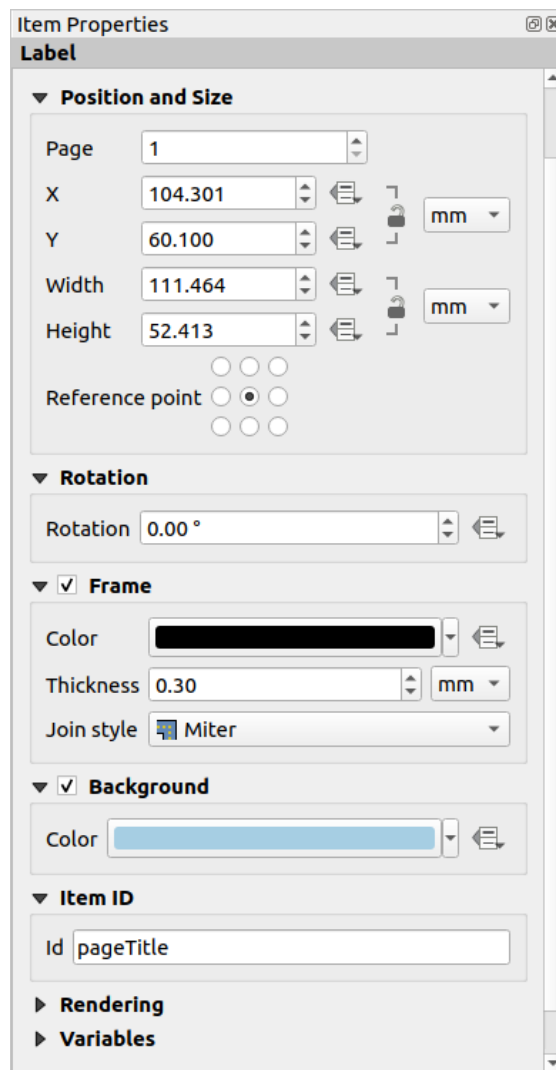 Item Properties
Label
Position and Size
Page 1
X 104.301
mm
Y 60.100
Width 111.464
mm
Height 52.413
Reference point
Rotation
Rotation 0.00 °
Frame
Color
Thickness 0.30 mm
Join style Miter
Background
Color
Item ID
Id pageTitle
Rendering
Variables